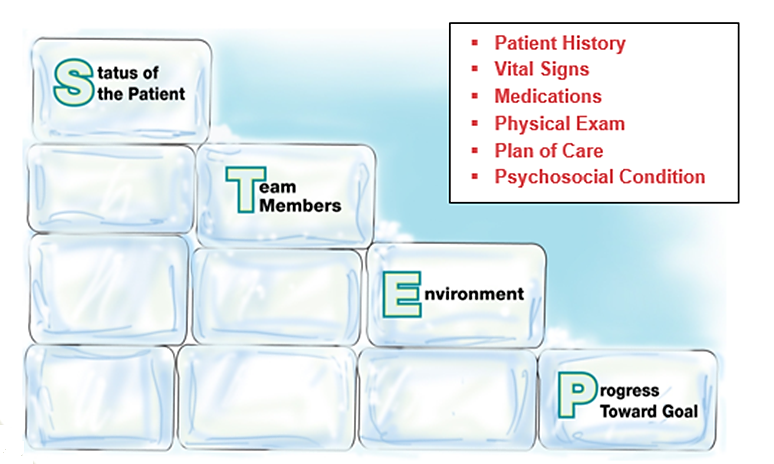 Status of
the Patient
Team
Members
Environment
Progress
Toward Goal
▪ Patient History
▪ Vital Signs
▪ Medications
▪ Physical Exam
▪ Plan of Care
▪ Psychosocial Condition